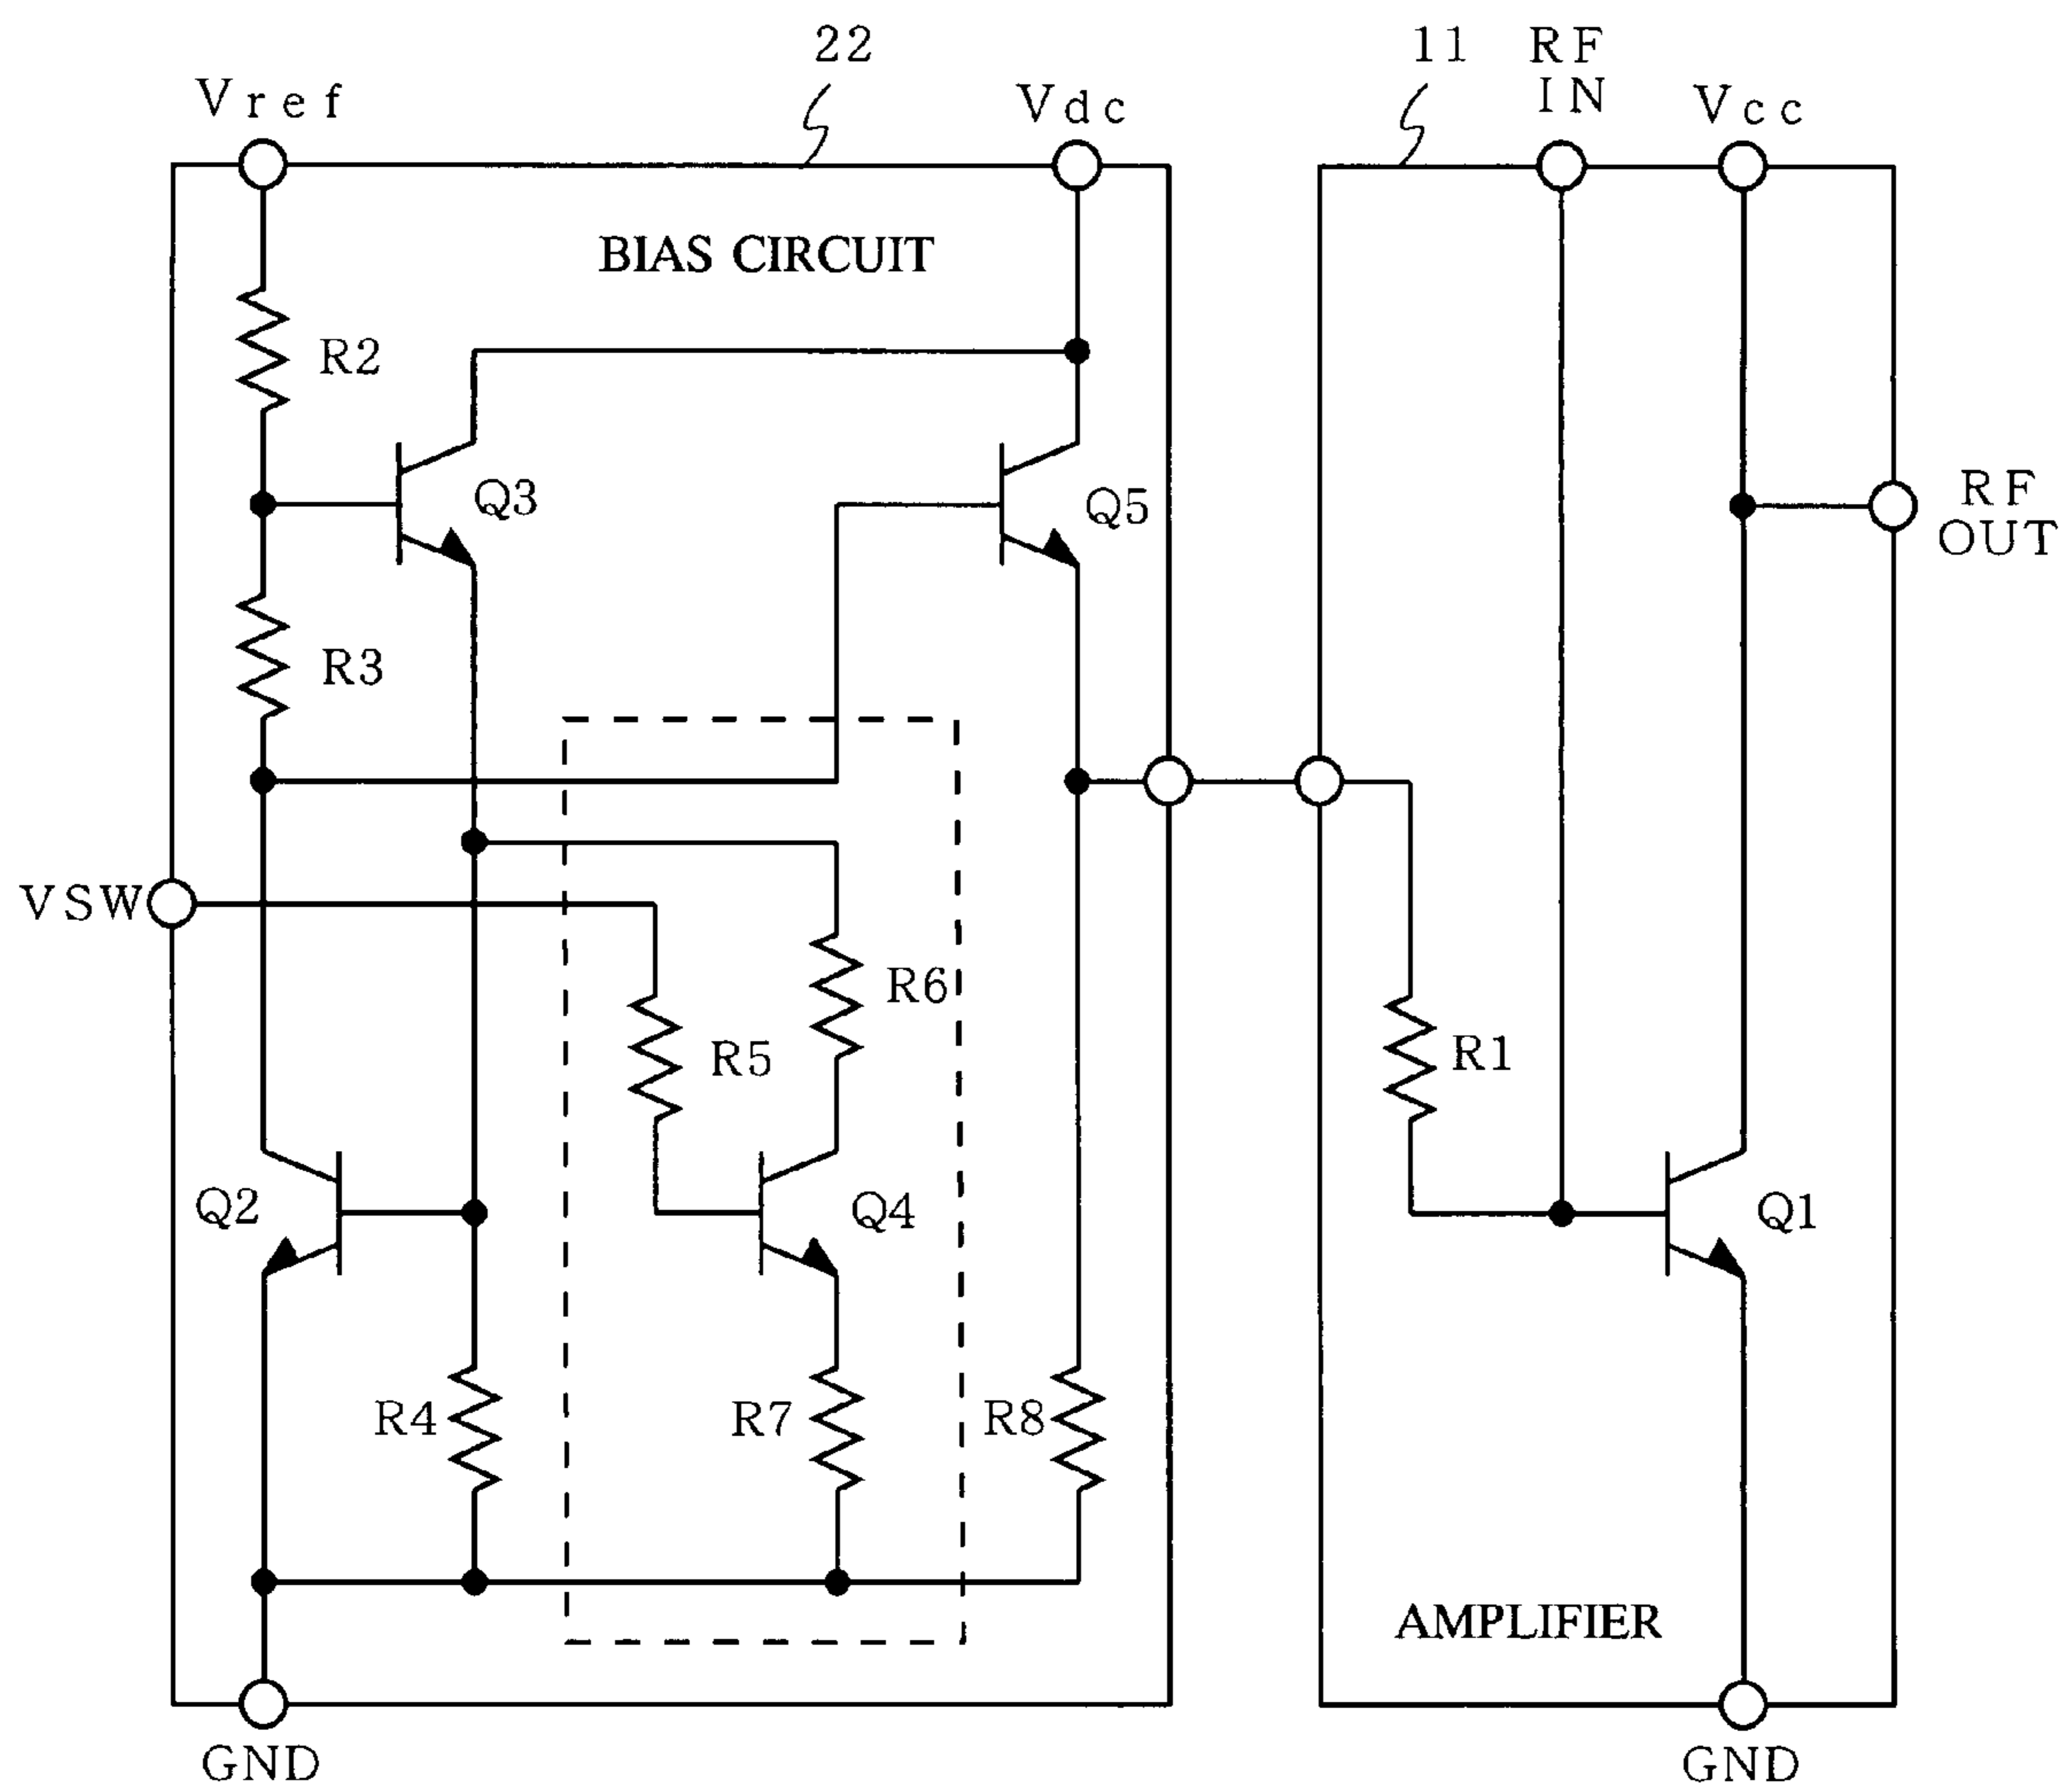 22
11
RF
IN
Vref
Vdc
Vcc
BIAS CIRCUIT
R2
Q3
Q5
RF
OUT
R3
VSW
R6
R5
R1
Q2
Q4
Q1
R4
R7
R8
AMPLIFIER
GND
GND